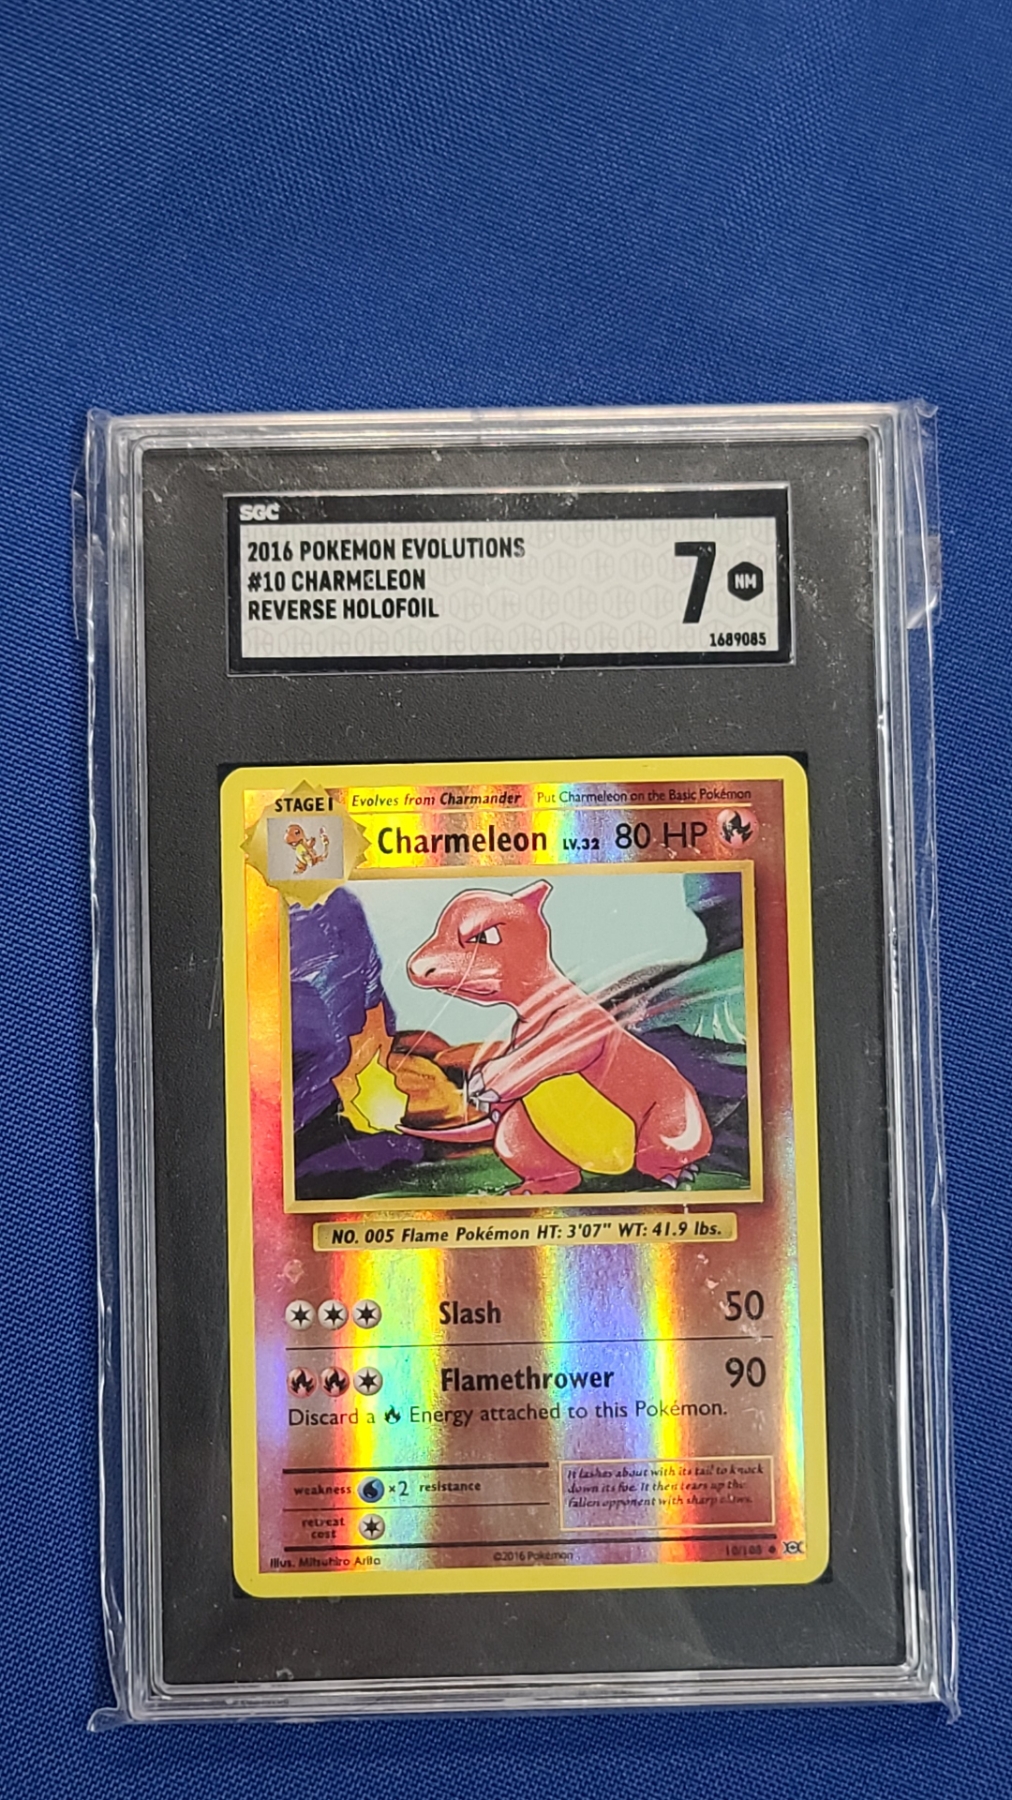 SGC
2016 POKEMON EVOLUTIONS
#10 CHARMELEON
REVERSE HOLOFOIL
7 NM
1689085
STAGE 1 Evolves from Charmander Put Charmeleon on the Basic Pokémon
Charmeleon LV.32 80 HP
NO. 005 Flame Pokémon HT: 3'07" WT: 41.9 lbs.
Slash 50
Flamethrower 90
Discard a Energy attached to this Pokémon.
weakness ×2 resistance
retreat
cost
It lashes about with its tail to knock
down its foe. It then tears up the
fallen opponent with sharp claws.
Illus. Mitsuhiro Arita ©2016 Pokémon 10/108